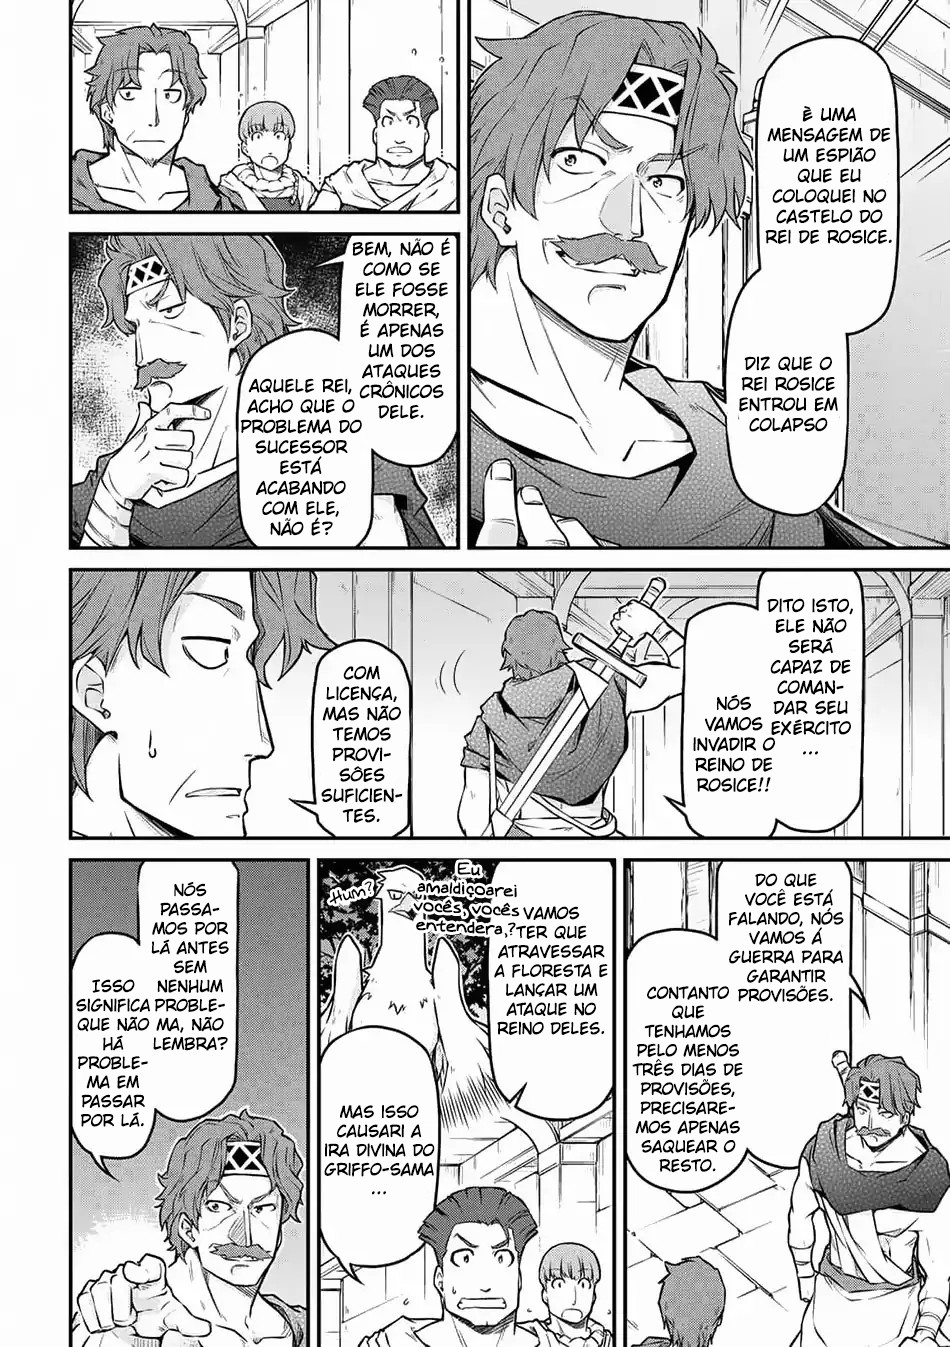 È UMA
MENSAGEM DE
UM ESPIÃO
QUE EU
COLOQUEI NO
CASTELO DO
REI DE ROSICE.
DIZ QUE O
REI ROSICE
ENTROU EM
COLAPSO
BEM, NÃO É
COMO SE
ELE FOSSE
MORRER,
É APENAS
UM DOS
ATAQUES
CRÔNICOS
DELE.
AQUELE REI,
ACHO QUE O
PROBLEMA DO
SUCESSOR
ESTÁ
ACABANDO
COM ELE,
NÃO É?
DITO ISTO,
ELE NÃO
SERÁ
CAPAZ DE
COMAN-
DAR SEU
EXÉRCITO
...
NÓS
VAMOS
INVADIR O
REINO DE
ROSICE!!
COM
LICENÇA,
MAS NÃO
TEMOS
PROVI-
SÔES
SUFICIEN-
TES.
DO QUE
VOCÊ ESTÁ
FALANDO, NÓS
VAMOS Á
GUERRA PARA
GARANTIR
PROVISÕES.
CONTANTO
QUE
TENHAMOS
PELO MENOS
TRÊS DIAS DE
PROVISÕES,
PRECISARE-
MOS APENAS
SAQUEAR O
RESTO.
VAMOS
TER QUE
ATRAVESSAR
A FLORESTA E
LANÇAR UM
ATAQUE NO
REINO DELES.
Eu
amaldiçoarei
vocês, vocês
entendera,?
Hum?
MAS ISSO
CAUSARI A
IRA DIVINA DO
GRIFFO-SAMA
...
NÓS
PASSA-
MOS POR
LÁ ANTES
SEM
NENHUM
PROBLE-
MA, NÃO
LEMBRA?
ISSO
SIGNIFICA
QUE NÃO
HÁ
PROBLE-
MA EM
PASSAR
POR LÁ.